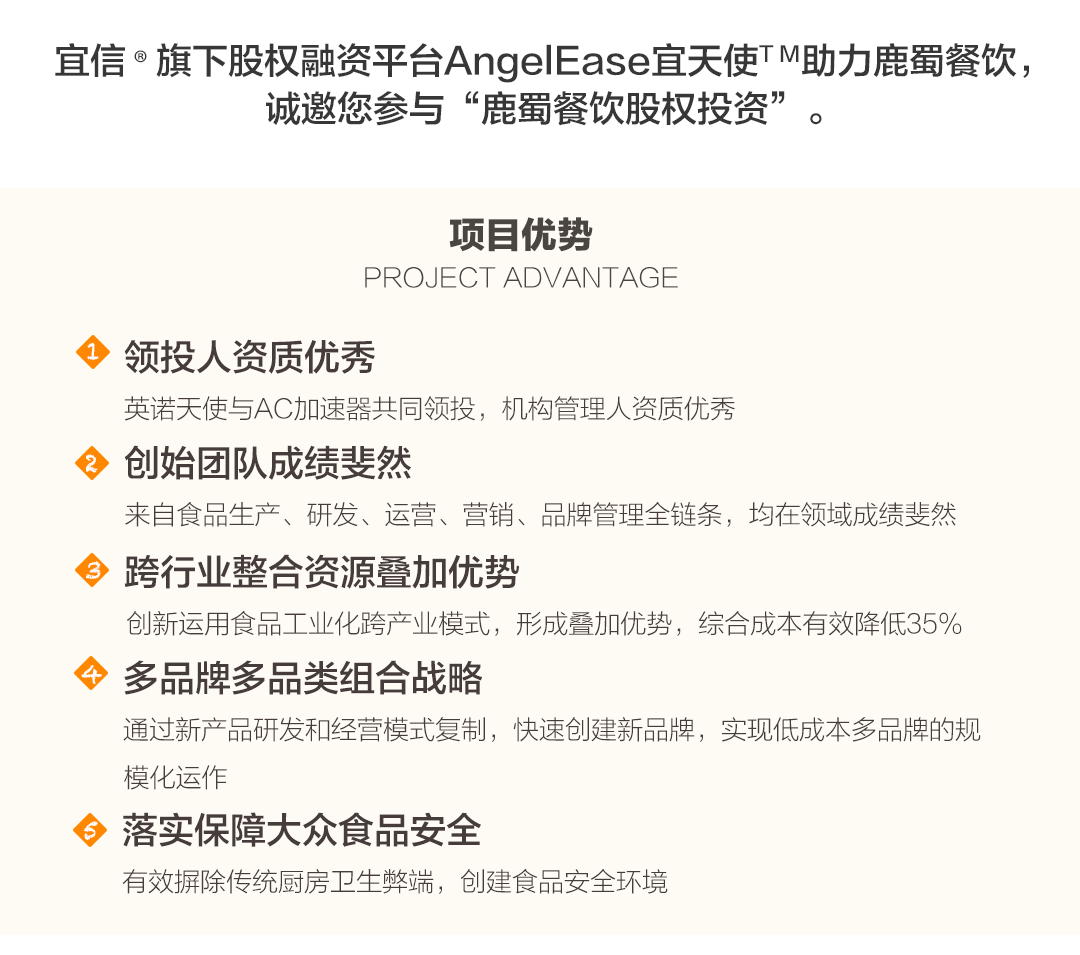 宜信®旗下股权融资平台AngelEase宜天使TM助力鹿蜀餐饮，
诚邀您参与“鹿蜀餐饮股权投资”。
项目优势
PROJECT ADVANTAGE
1 领投人资质优秀
英诺天使与AC加速器共同领投，机构管理人资质优秀
2 创始团队成绩斐然
来自食品生产、研发、运营、营销、品牌管理全链条，均在领域成绩斐然
3 跨行业整合资源叠加优势
创新运用食品工业化跨产业模式，形成叠加优势，综合成本有效降低35%
4 多品牌多品类组合战略
通过新产品研发和经营模式复制，快速创建新品牌，实现低成本多品牌的规
模化运作
5 落实保障大众食品安全
有效摒除传统厨房卫生弊端，创建食品安全环境